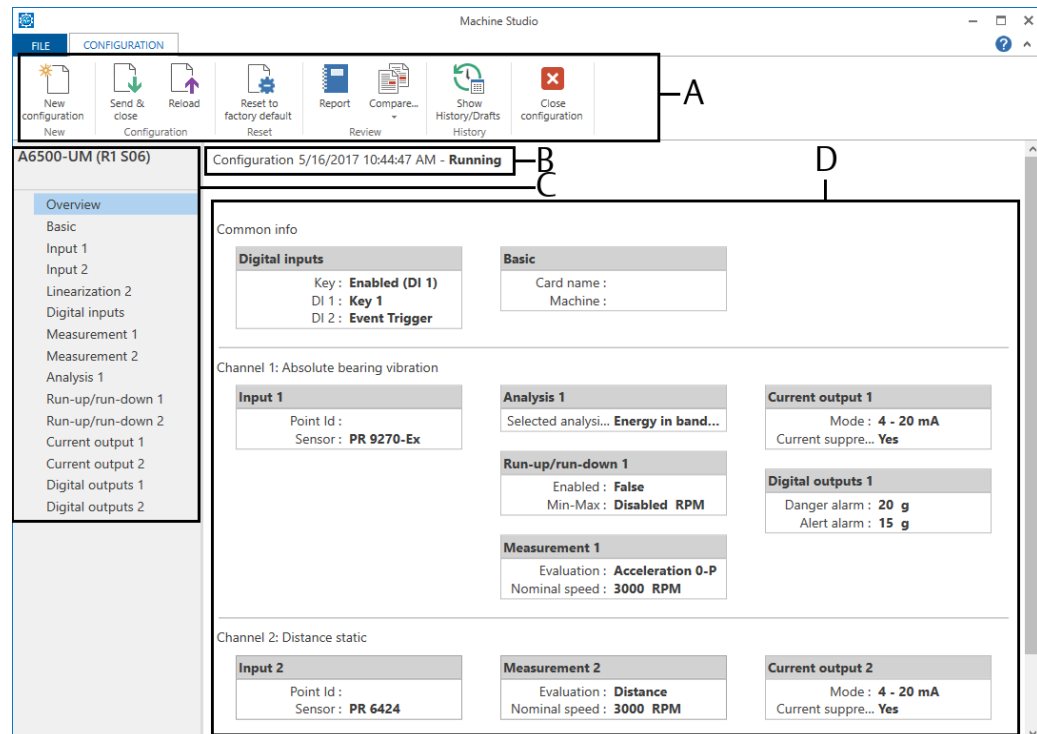 Machine Studio
FILE CONFIGURATION
New configuration
Send & close
Reload
Reset to factory default
Report
Compare...
Show History/Drafts
Close configuration
New Configuration Reset Review History
A
A6500-UM (R1 S06)
Configuration 5/16/2017 10:44:47 AM - Running
B
C
D
Overview
Basic
Input 1
Input 2
Linearization 2
Digital inputs
Measurement 1
Measurement 2
Analysis 1
Run-up/run-down 1
Run-up/run-down 2
Current output 1
Current output 2
Digital outputs 1
Digital outputs 2
Common info
Digital inputs
Key : Enabled (DI 1)
DI 1 : Key 1
DI 2 : Event Trigger
Basic
Card name :
Machine :
Channel 1: Absolute bearing vibration
Input 1
Point Id :
Sensor : PR 9270-Ex
Analysis 1
Selected analysi... Energy in band...
Run-up/run-down 1
Enabled : False
Min-Max : Disabled RPM
Measurement 1
Evaluation : Acceleration 0-P
Nominal speed : 3000 RPM
Current output 1
Mode : 4 - 20 mA
Current suppre... Yes
Digital outputs 1
Danger alarm : 20 g
Alert alarm : 15 g
Channel 2: Distance static
Input 2
Point Id :
Sensor : PR 6424
Measurement 2
Evaluation : Distance
Nominal speed : 3000 RPM
Current output 2
Mode : 4 - 20 mA
Current suppre... Yes